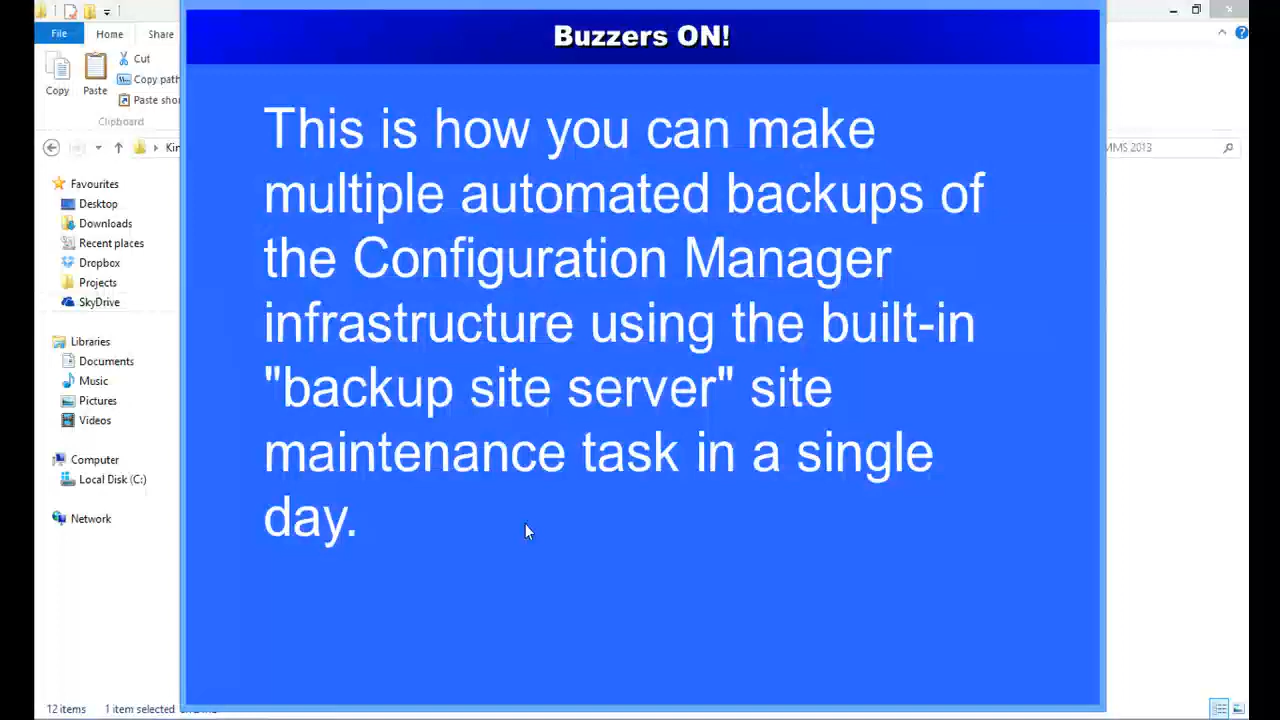 Buzzers ON!
File
Home
Share
Cut
Copy path
Paste shor
Copy
Paste
Clipboard
Kin
MMS 2013
This is how you can make
multiple automated backups of
the Configuration Manager
infrastructure using the built-in
"backup site server" site
maintenance task in a single
day.
Favourites
Desktop
Downloads
Recent places
Dropbox
Projects
SkyDrive
Libraries
Documents
Music
Pictures
Videos
Computer
Local Disk (C:)
Network
12 items
1 item selected